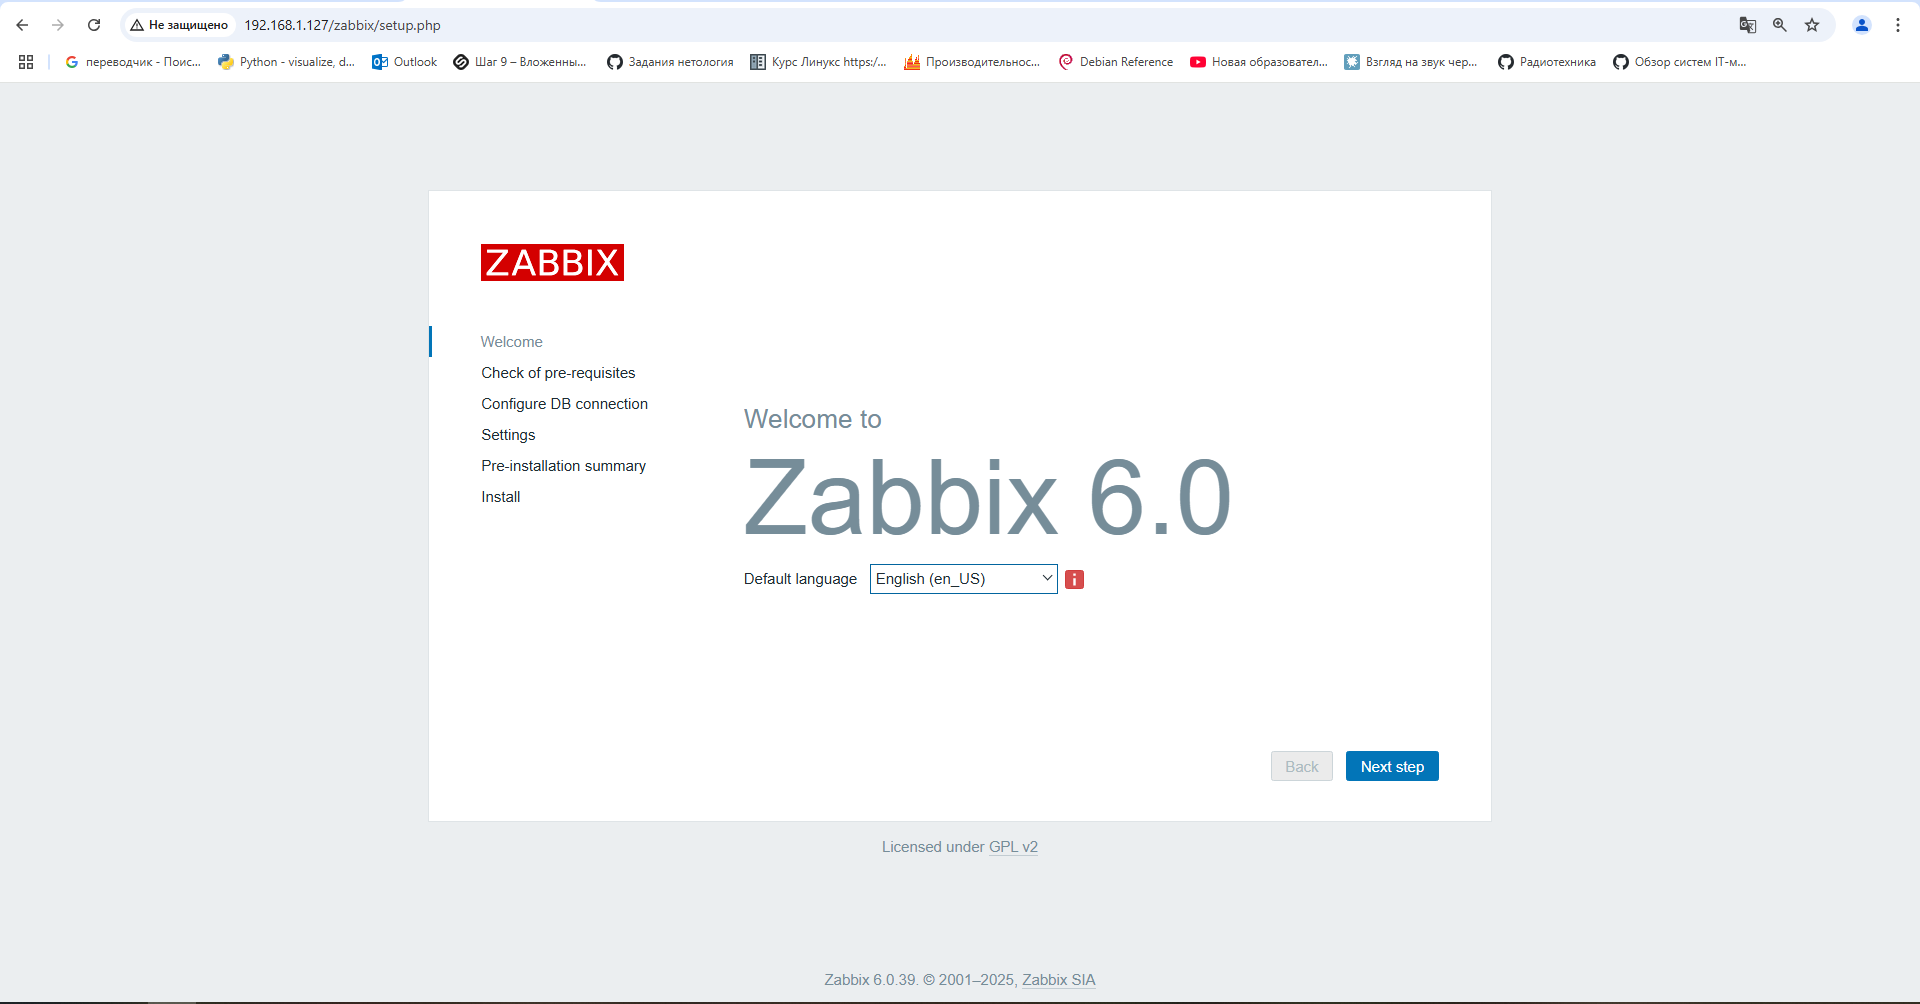 Не защищено 192.168.1.127/zabbix/setup.php
переводчик - Поис... Python - visualize, d... Outlook Шаг 9 – Вложенны... Задания нетология Курс Линукс https:/... Производительнос... Debian Reference Новая образовател... Взгляд на звук чер... Радиотехника Обзор систем IT-м...
ZABBIX
Welcome
Check of pre-requisites
Configure DB connection
Settings
Pre-installation summary
Install
Welcome to
Zabbix 6.0
Default language English (en_US)
Back Next step
Licensed under GPL v2
Zabbix 6.0.39. © 2001–2025, Zabbix SIA